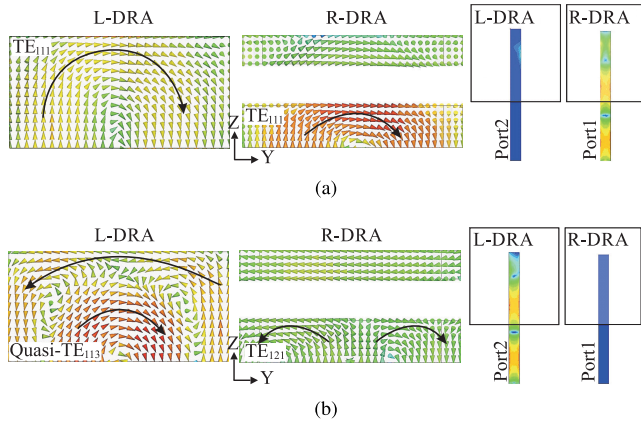 L-DRA
R-DRA
L-DRA
R-DRA
TE111
TE111
Z
Y
Port2
Port1
(a)
L-DRA
R-DRA
L-DRA
R-DRA
Quasi-TE113
TE121
Z
Y
Port2
Port1
(b)